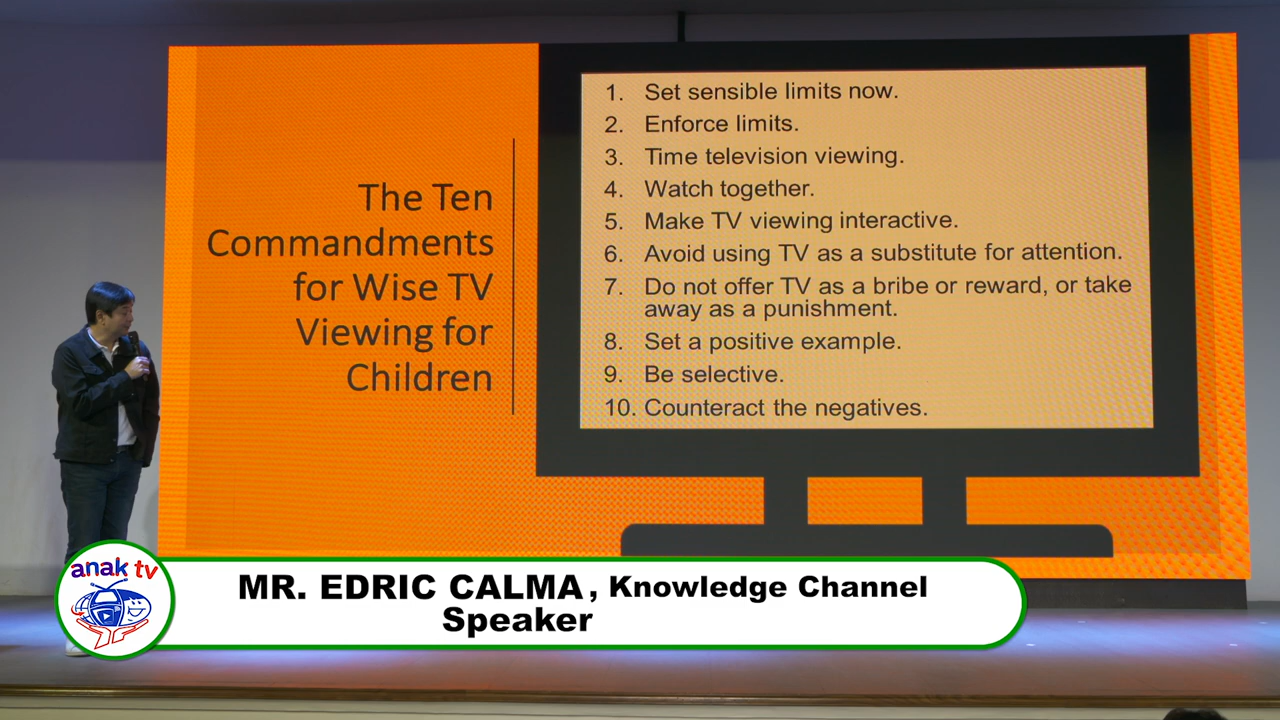 The Ten
Commandments
for Wise TV
Viewing for
Children
1. Set sensible limits now.
2. Enforce limits.
3. Time television viewing.
4. Watch together.
5. Make TV viewing interactive.
6. Avoid using TV as a substitute for attention.
7. Do not offer TV as a bribe or reward, or take
away as a punishment.
8. Set a positive example.
9. Be selective.
10. Counteract the negatives.
anak tv
MR. EDRIC CALMA, Knowledge Channel
Speaker